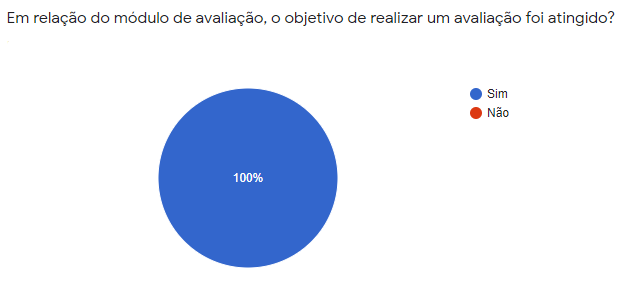 Em relação do módulo de avaliação, o objetivo de realizar um avaliação foi atingido?
Sim
Não
100%